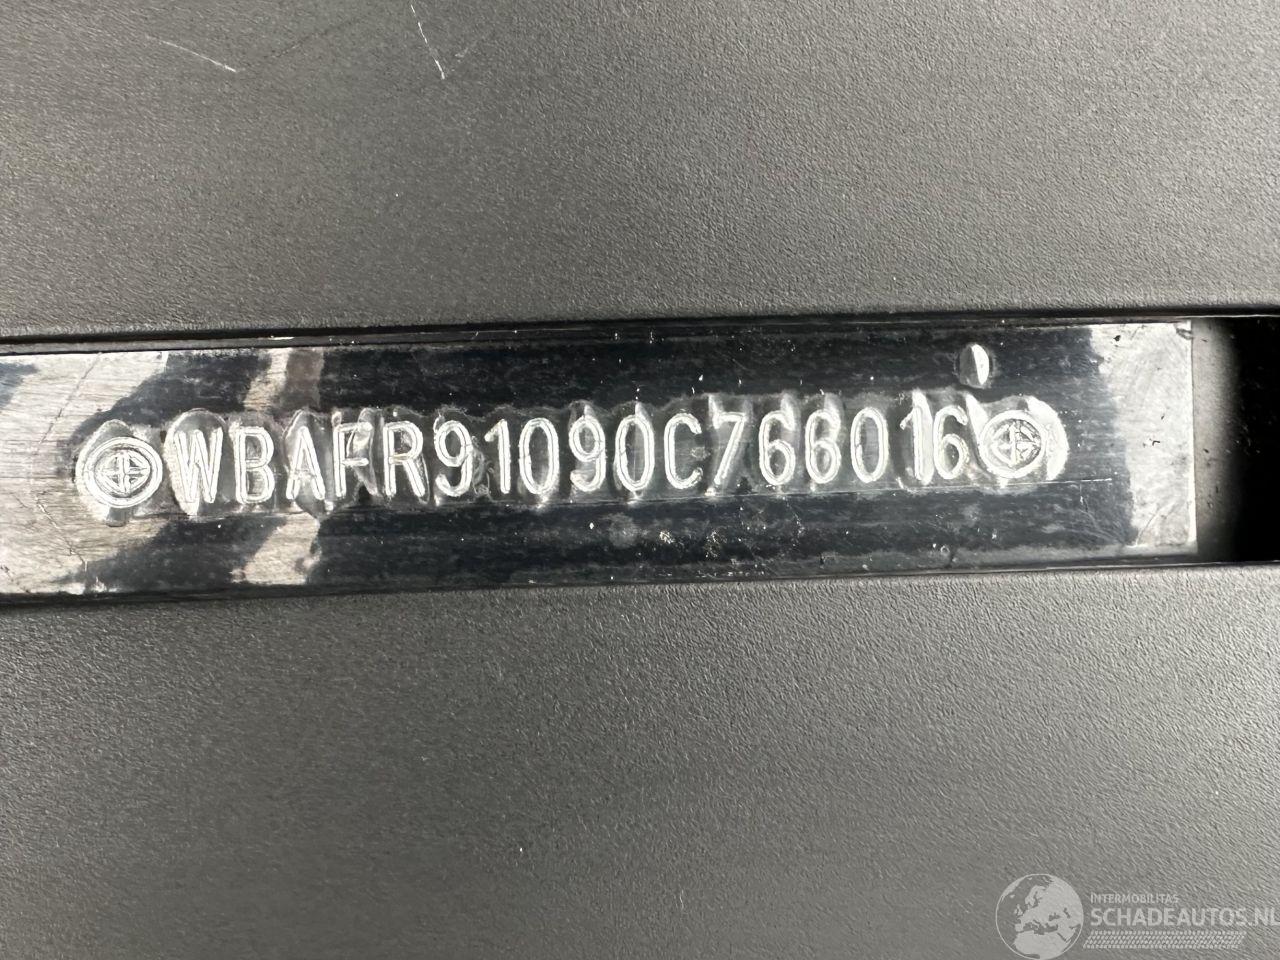 WBAFR91090C766016
INTERMOBILITAS
SCHADEAUTOS.NL